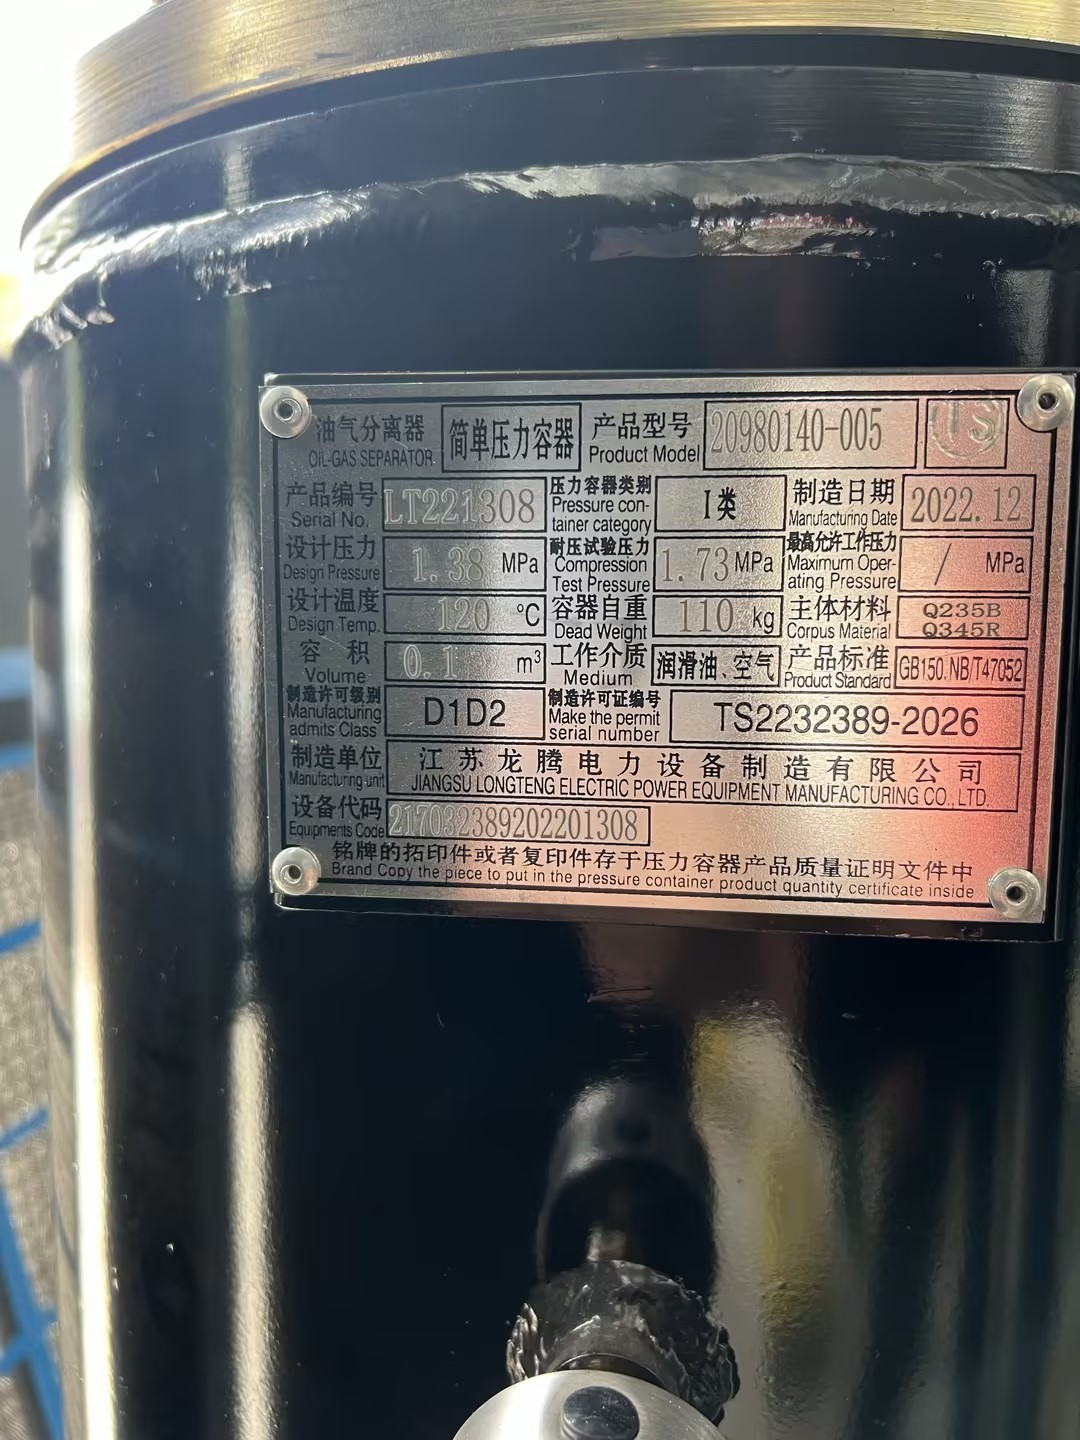 油气分离器 简单压力容器 产品型号 20980140-005 TS
OIL-GAS SEPARATOR Product Model
产品编号 LT221308 压力容器类别 I类 制造日期 2022.12
Serial No. Pressure con-tainer category Manufacturing Date
设计压力 1.38 MPa 耐压试验压力 1.73 MPa 最高允许工作压力 / MPa
Design Pressure Compression Test Pressure Maximum Oper-ating Pressure
设计温度 120 °C 容器自重 110 kg 主体材料 Q235B Q345R
Design Temp. Dead Weight Corpus Material
容 积 0.1 m³ 工作介质 润滑油、空气 产品标准 GB150.NB/T47052
Volume Medium Product Standard
制造许可级别 D1D2 制造许可证编号 TS2232389-2026
Manufacturing admits Class Make the permit serial number
制造单位 江苏龙腾电力设备制造有限公司
Manufacturing unit JIANGSU LONGTENG ELECTRIC POWER EQUIPMENT MANUFACTURING CO.,LTD.
设备代码 217032389202201308
Equipments Code
铭牌的拓印件或者复印件存于压力容器产品质量证明文件中
Brand Copy the piece to put in the pressure container product quantity certificate inside